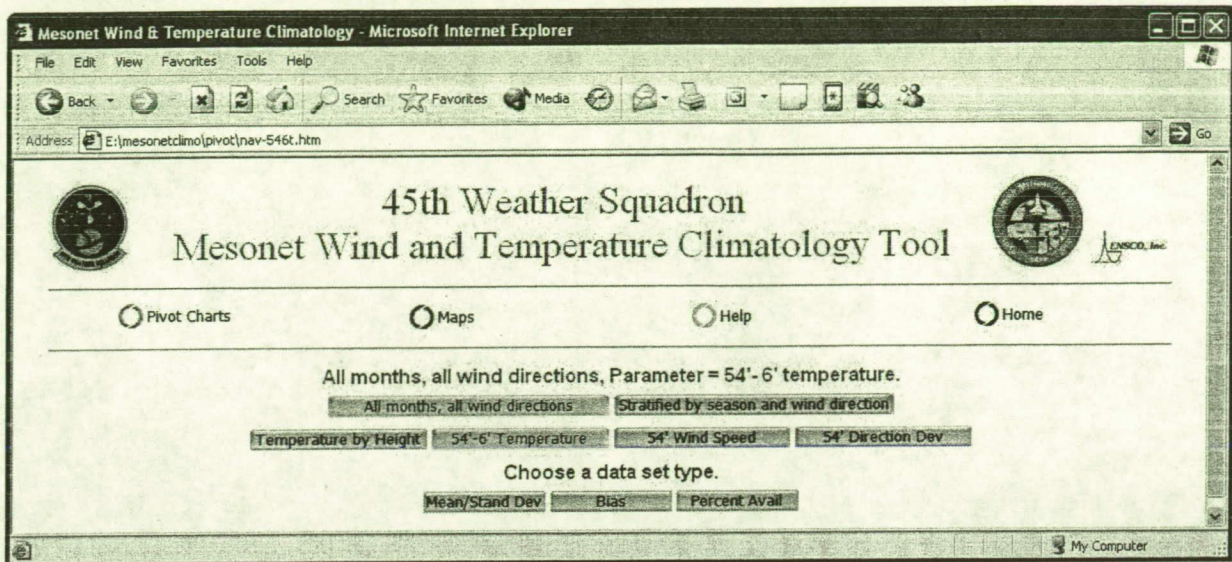 Mesonet Wind & Temperature Climatology - Microsoft Internet Explorer
File Edit View Favorites Tools Help
Back Search Favorites Media
Address E:\mesonetclimo\pivot\nav-546t.htm Go
45th Weather Squadron
Mesonet Wind and Temperature Climatology Tool
ENSCO, Inc.
Pivot Charts Maps Help Home
All months, all wind directions, Parameter = 54'- 6' temperature.
All months, all wind directions Stratified by season and wind direction
Temperature by Height 54'-6' Temperature 54' Wind Speed 54' Direction Dev
Choose a data set type.
Mean/Stand Dev Bias Percent Avail
My Computer